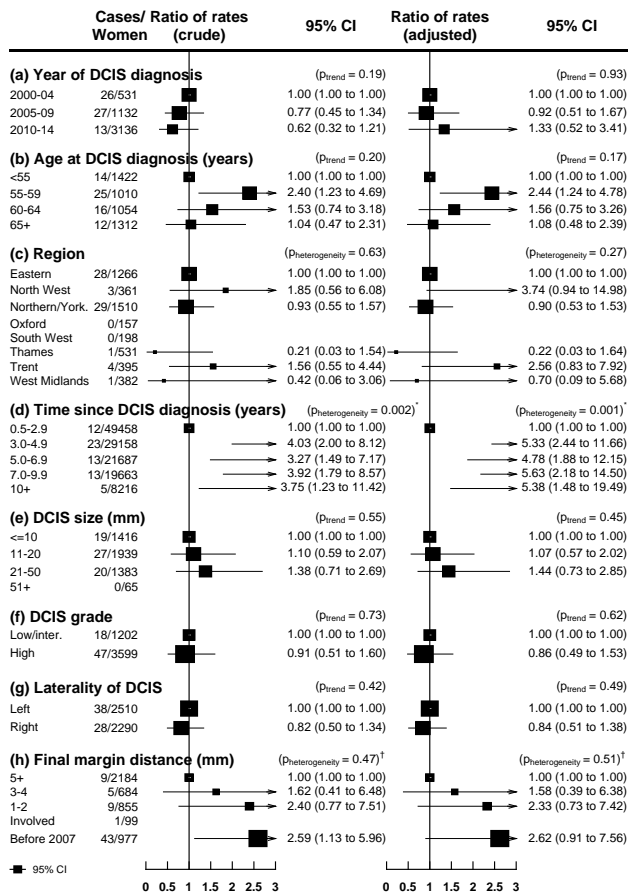 Cases/ Ratio of rates Ratio of rates
Women (crude) 95% CI (adjusted) 95% CI
(a) Year of DCIS diagnosis (ptrend = 0.19) (ptrend = 0.93)
2000-04 26/531 1.00 (1.00 to 1.00) 1.00 (1.00 to 1.00)
2005-09 27/1132 0.77 (0.45 to 1.34) 0.92 (0.51 to 1.67)
2010-14 13/3136 0.62 (0.32 to 1.21) 1.33 (0.52 to 3.41)
(b) Age at DCIS diagnosis (years) (ptrend = 0.20) (ptrend = 0.17)
<55 14/1422 1.00 (1.00 to 1.00) 1.00 (1.00 to 1.00)
55-59 25/1010 2.40 (1.23 to 4.69) 2.44 (1.24 to 4.78)
60-64 16/1054 1.53 (0.74 to 3.18) 1.56 (0.75 to 3.26)
65+ 12/1312 1.04 (0.47 to 2.31) 1.08 (0.48 to 2.39)
(c) Region (pheterogeneity = 0.63) (pheterogeneity = 0.27)
Eastern 28/1266 1.00 (1.00 to 1.00) 1.00 (1.00 to 1.00)
North West 3/361 1.85 (0.56 to 6.08) 3.74 (0.94 to 14.98)
Northern/York. 29/1510 0.93 (0.55 to 1.57) 0.90 (0.53 to 1.53)
Oxford 0/157
South West 0/198
Thames 1/531 0.21 (0.03 to 1.54) 0.22 (0.03 to 1.64)
Trent 4/395 1.56 (0.55 to 4.44) 2.56 (0.83 to 7.92)
West Midlands 1/382 0.42 (0.06 to 3.06) 0.70 (0.09 to 5.68)
(d) Time since DCIS diagnosis (years) (pheterogeneity = 0.002)* (pheterogeneity = 0.001)*
0.5-2.9 12/49458 1.00 (1.00 to 1.00) 1.00 (1.00 to 1.00)
3.0-4.9 23/29158 4.03 (2.00 to 8.12) 5.33 (2.44 to 11.66)
5.0-6.9 13/21687 3.27 (1.49 to 7.17) 4.78 (1.88 to 12.15)
7.0-9.9 13/19663 3.92 (1.79 to 8.57) 5.63 (2.18 to 14.50)
10+ 5/8216 3.75 (1.23 to 11.42) 5.38 (1.48 to 19.49)
(e) DCIS size (mm) (ptrend = 0.55) (ptrend = 0.45)
<=10 19/1416 1.00 (1.00 to 1.00) 1.00 (1.00 to 1.00)
11-20 27/1939 1.10 (0.59 to 2.07) 1.07 (0.57 to 2.02)
21-50 20/1383 1.38 (0.71 to 2.69) 1.44 (0.73 to 2.85)
51+ 0/65
(f) DCIS grade (ptrend = 0.73) (ptrend = 0.62)
Low/inter. 18/1202 1.00 (1.00 to 1.00) 1.00 (1.00 to 1.00)
High 47/3599 0.91 (0.51 to 1.60) 0.86 (0.49 to 1.53)
(g) Laterality of DCIS (ptrend = 0.42) (ptrend = 0.49)
Left 38/2510 1.00 (1.00 to 1.00) 1.00 (1.00 to 1.00)
Right 28/2290 0.82 (0.50 to 1.34) 0.84 (0.51 to 1.38)
(h) Final margin distance (mm) (pheterogeneity = 0.47)† (pheterogeneity = 0.51)†
5+ 9/2184 1.00 (1.00 to 1.00) 1.00 (1.00 to 1.00)
3-4 5/684 1.62 (0.41 to 6.48) 1.58 (0.39 to 6.38)
1-2 9/855 2.40 (0.77 to 7.51) 2.33 (0.73 to 7.42)
Involved 1/99
Before 2007 43/977 2.59 (1.13 to 5.96) 2.62 (0.91 to 7.56)
95% CI
0 0.5 1 1.5 2 2.5 3 0 0.5 1 1.5 2 2.5 3